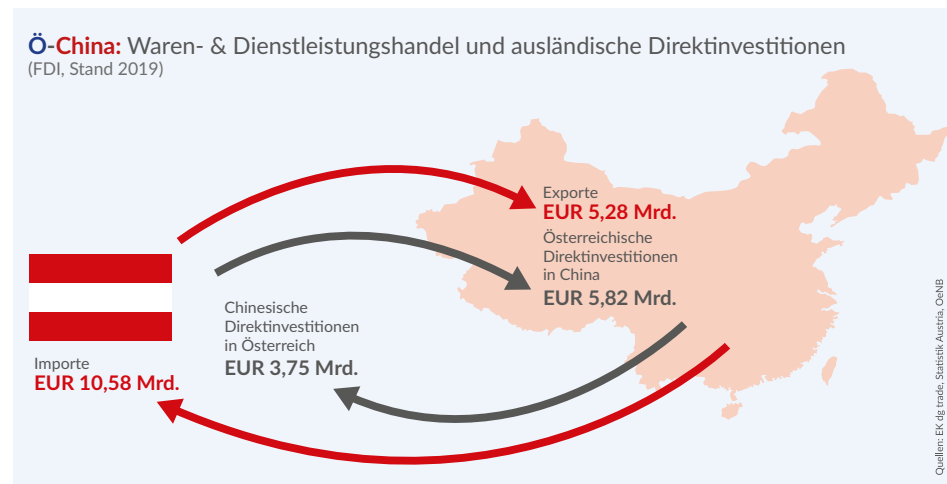 Ö-China: Waren- & Dienstleistungshandel und ausländische Direktinvestitionen
(FDI, Stand 2019)
Exporte
EUR 5,28 Mrd.
Österreichische
Direktinvestitionen
in China
EUR 5,82 Mrd.
Chinesische
Direktinvestitionen
in Österreich
EUR 3,75 Mrd.
Importe
EUR 10,58 Mrd.
Quellen: EK dg trade, Statistik Austria, OeNB